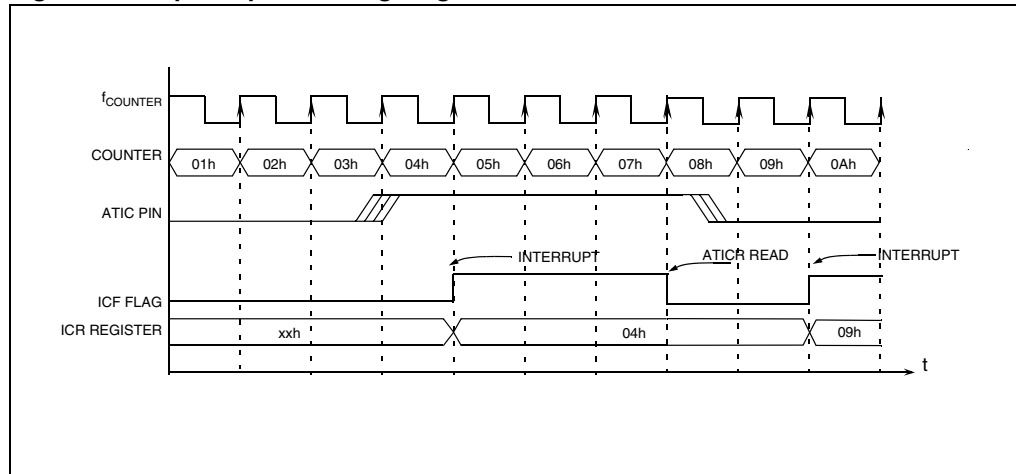 fCOUNTER
COUNTER 01h 02h 03h 04h 05h 06h 07h 08h 09h 0Ah
ATIC PIN
INTERRUPT ATICR READ INTERRUPT
ICF FLAG
ICR REGISTER xxh 04h 09h
t